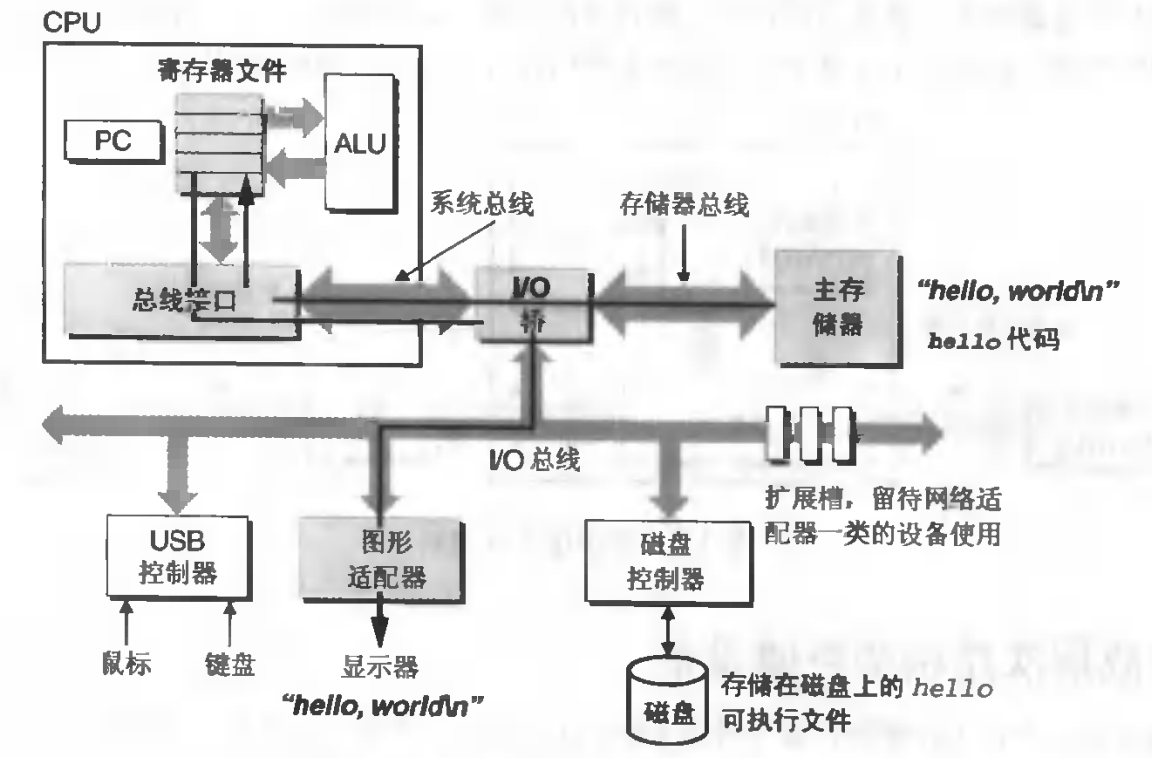 CPU
寄存器文件
PC
ALU
系统总线
存储器总线
总线接口
I/O
桥
主存
储器
“hello, world\n”
hello 代码
I/O 总线
扩展槽，留待网络适
配器一类的设备使用
USB
控制器
图形
适配器
磁盘
控制器
鼠标
键盘
显示器
“hello, world\n”
磁盘
存储在磁盘上的 hello
可执行文件